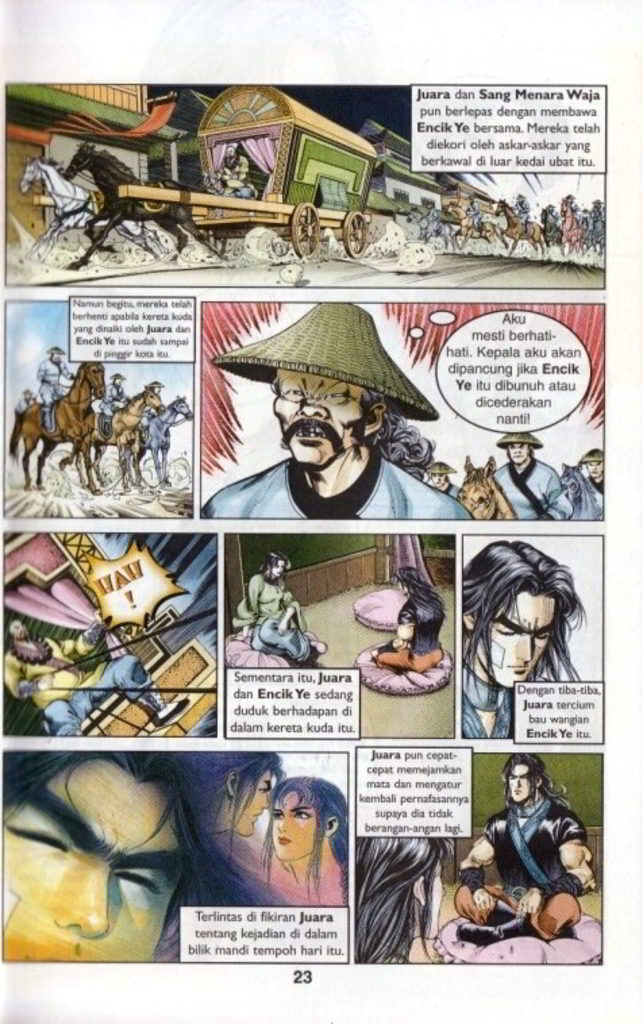 Juara dan Sang Menara Waja
pun berlepas dengan membawa
Encik Ye bersama. Mereka telah
diekori oleh askar-askar yang
berkawal di luar kedai ubat itu.
Namun begitu, mereka telah
berhenti apabila kereta kuda
yang dinaiki oleh Juara dan
Encik Ye itu sudah sampai
di pinggir kota itu.
Aku
mesti berhati-
hati. Kepala aku akan
dipancung jika Encik
Ye itu dibunuh atau
dicederakan
nanti!
HAH
!
Sementara itu, Juara
dan Encik Ye sedang
duduk berhadapan di
dalam kereta kuda itu.
Dengan tiba-tiba,
Juara tercium
bau wangian
Encik Ye itu.
Terlintas di fikiran Juara
tentang kejadian di dalam
bilik mandi tempoh hari itu.
Juara pun cepat-
cepat memejamkan
mata dan mengatur
kembali pernafasannya
supaya dia tidak
berangan-angan lagi.
23